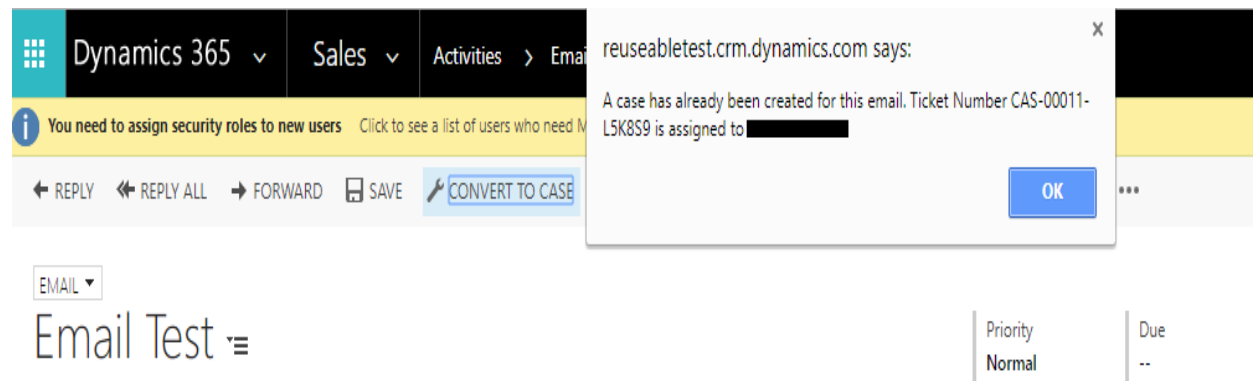 Dynamics 365 Sales Activities > Emai
reuseabletest.crm.dynamics.com says:
A case has already been created for this email. Ticket Number CAS-00011-
L5K8S9 is assigned to
OK
You need to assign security roles to new users Click to see a list of users who need M
REPLY REPLY ALL FORWARD SAVE CONVERT TO CASE
EMAIL
Email Test
Priority
Normal
Due
--